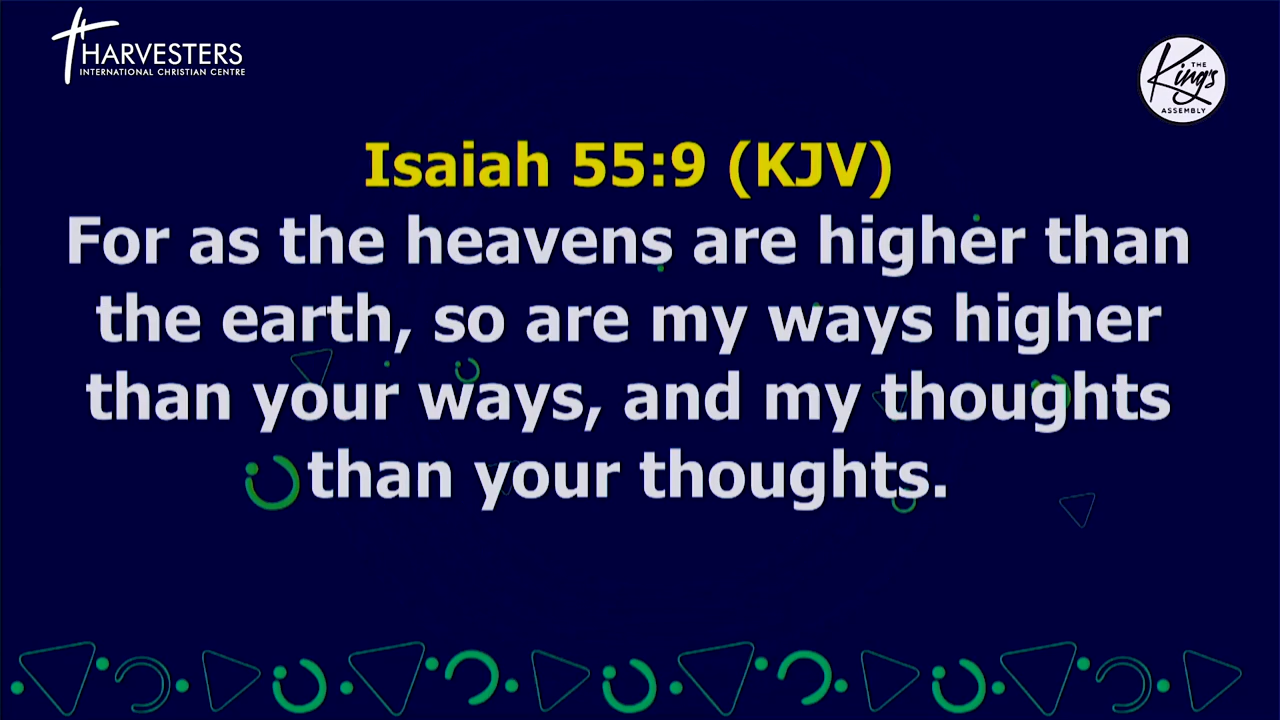 HARVESTERS
INTERNATIONAL CHRISTIAN CENTRE
THE
King's
ASSEMBLY
Isaiah 55:9 (KJV)
For as the heavens are higher than
the earth, so are my ways higher
than your ways, and my thoughts
than your thoughts.